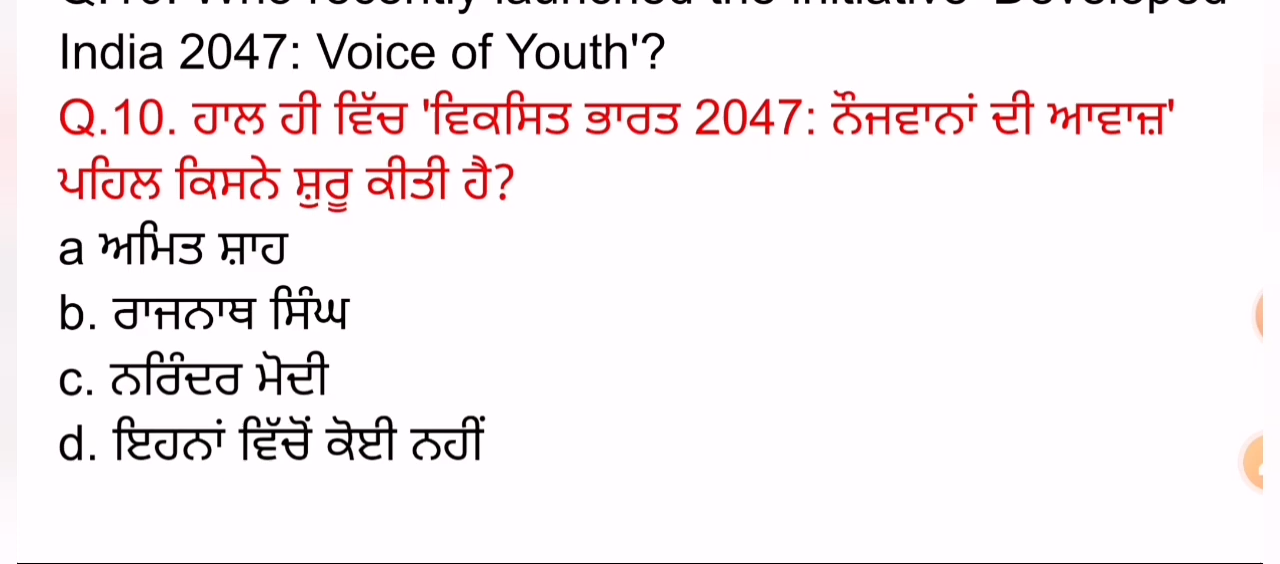 India 2047: Voice of Youth'?
Q.10. ਹਾਲ ਹੀ ਵਿੱਚ 'ਵਿਕਸਿਤ ਭਾਰਤ 2047: ਨੌਜਵਾਨਾਂ ਦੀ ਆਵਾਜ਼'
ਪਹਿਲ ਕਿਸਨੇ ਸ਼ੁਰੂ ਕੀਤੀ ਹੈ?
a ਅਮਿਤ ਸ਼ਾਹ
b. ਰਾਜਨਾਥ ਸਿੰਘ
c. ਨਰਿੰਦਰ ਮੋਦੀ
d. ਇਹਨਾਂ ਵਿੱਚੋਂ ਕੋਈ ਨਹੀਂ